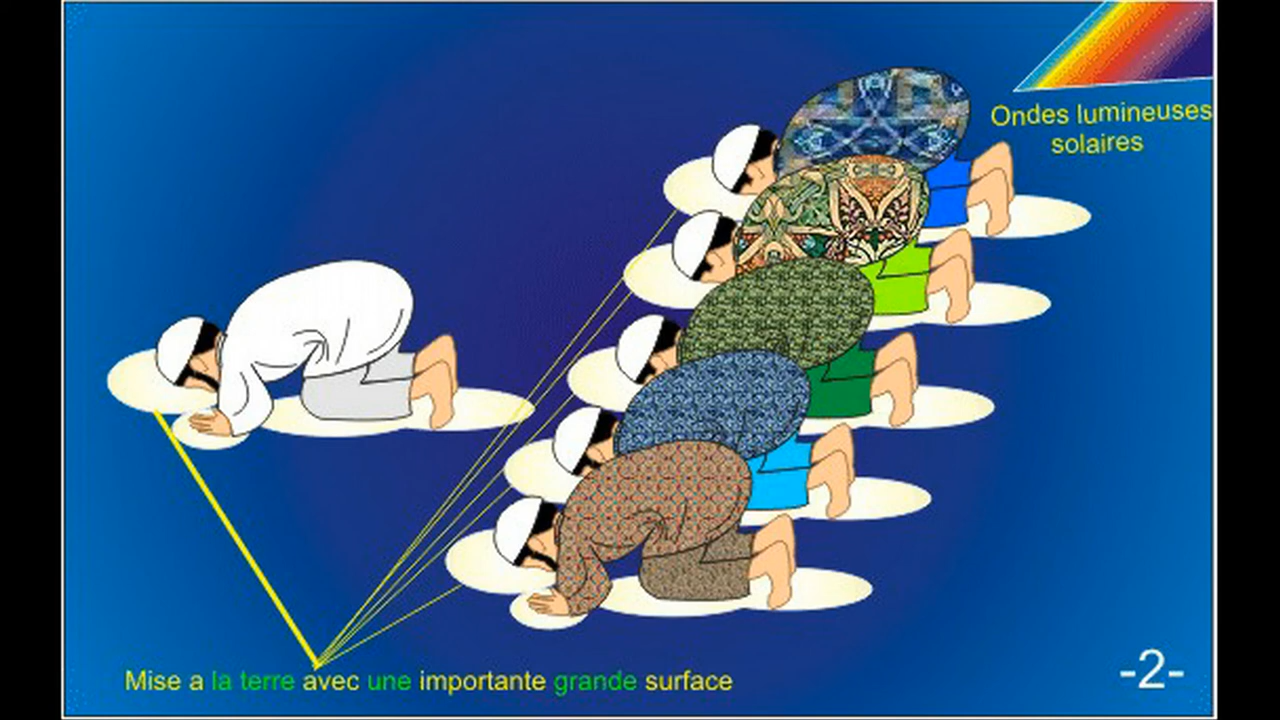 Ondes lumineuses
solaires
Mise a la terre avec une importante grande surface
-2-